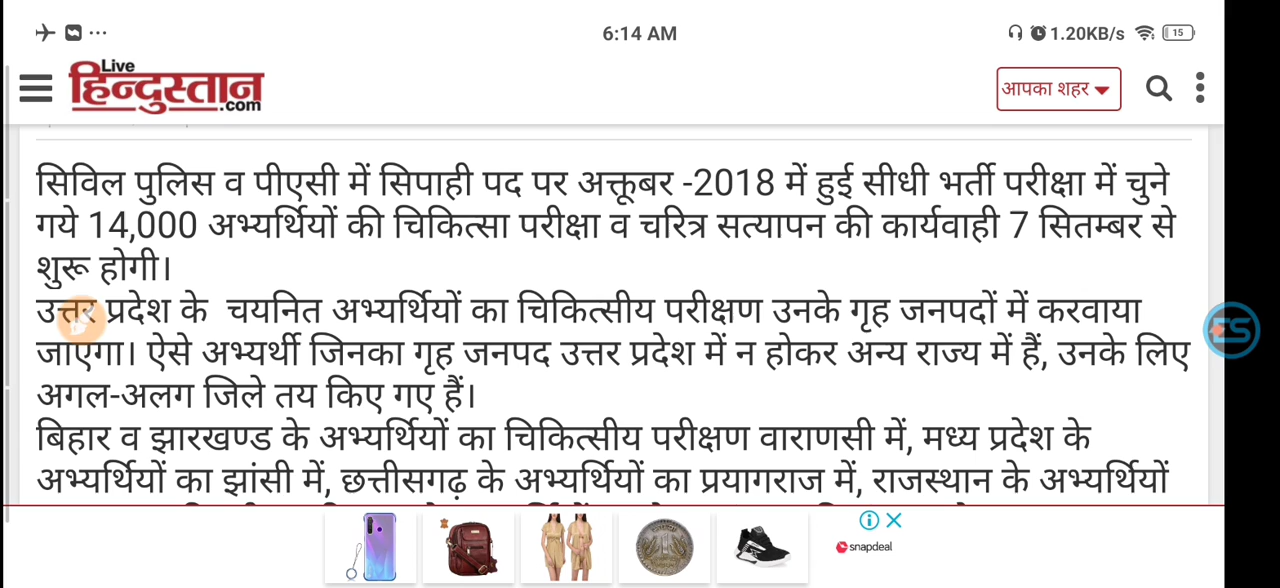 6:14 AM
1.20KB/s
15
Live
हिन्दुस्तान
.com
आपका शहर
सिविल पुलिस व पीएसी में सिपाही पद पर अक्तूबर -2018 में हुई सीधी भर्ती परीक्षा में चुने
गये 14,000 अभ्यर्थियों की चिकित्सा परीक्षा व चरित्र सत्यापन की कार्यवाही 7 सितम्बर से
शुरू होगी।
उत्तर प्रदेश के चयनित अभ्यर्थियों का चिकित्सीय परीक्षण उनके गृह जनपदों में करवाया
जाएगा। ऐसे अभ्यर्थी जिनका गृह जनपद उत्तर प्रदेश में न होकर अन्य राज्य में हैं, उनके लिए
अगल-अलग जिले तय किए गए हैं।
बिहार व झारखण्ड के अभ्यर्थियों का चिकित्सीय परीक्षण वाराणसी में, मध्य प्रदेश के
अभ्यर्थियों का झांसी में, छत्तीसगढ़ के अभ्यर्थियों का प्रयागराज में, राजस्थान के अभ्यर्थियों
snapdeal